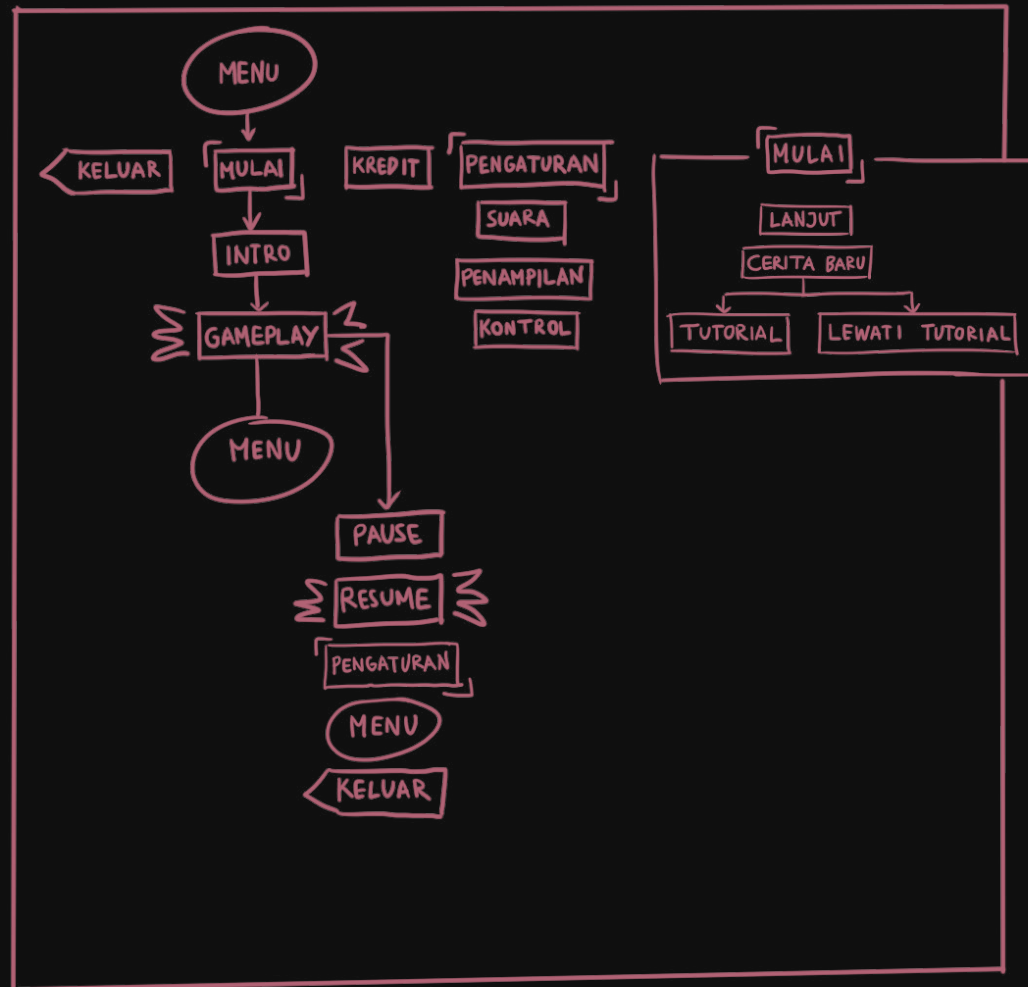 MENU
KELUAR
MULAI
KREDIT
PENGATURAN
SUARA
PENAMPILAN
KONTROL
INTRO
GAMEPLAY
MENU
PAUSE
RESUME
PENGATURAN
MENU
KELUAR
MULAI
LANJUT
CERITA BARU
TUTORIAL
LEWATI TUTORIAL